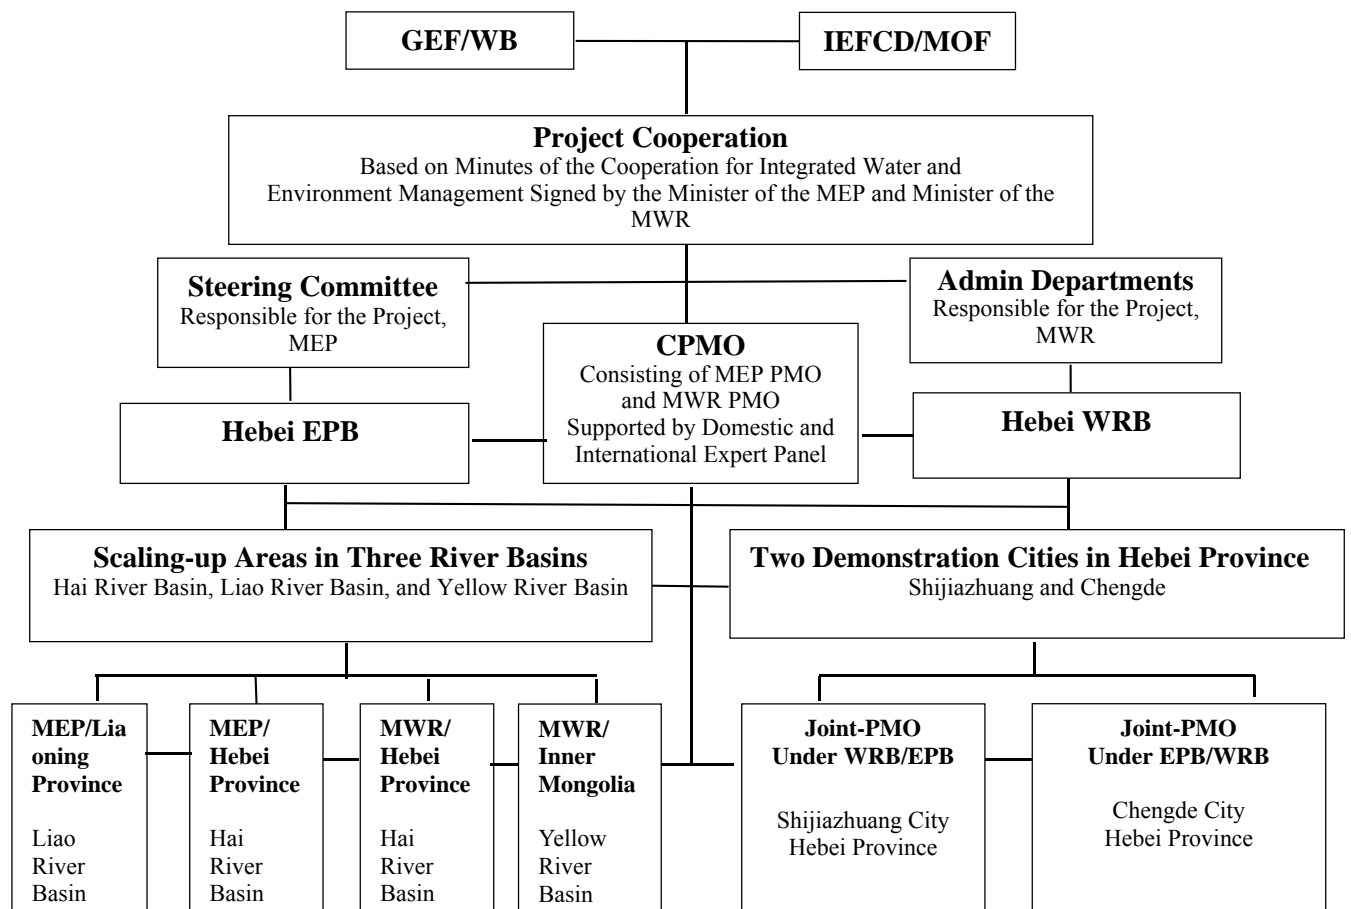 GEF/WB
IEFCD/MOF
Project Cooperation
Based on Minutes of the Cooperation for Integrated Water and
Environment Management Signed by the Minister of the MEP and Minister of the
MWR
Steering Committee
Responsible for the Project,
MEP
Admin Departments
Responsible for the Project,
MWR
CPMO
Consisting of MEP PMO
and MWR PMO
Supported by Domestic and
International Expert Panel
Hebei EPB
Hebei WRB
Scaling-up Areas in Three River Basins
Hai River Basin, Liao River Basin, and Yellow River Basin
Two Demonstration Cities in Hebei Province
Shijiazhuang and Chengde
MEP/Lia
oning
Province
Liao
River
Basin
MEP/
Hebei
Province
Hai
River
Basin
MWR/
Hebei
Province
Hai
River
Basin
MWR/
Inner
Mongolia
Yellow
River
Basin
Joint-PMO
Under WRB/EPB
Shijiazhuang City
Hebei Province
Joint-PMO
Under EPB/WRB
Chengde City
Hebei Province